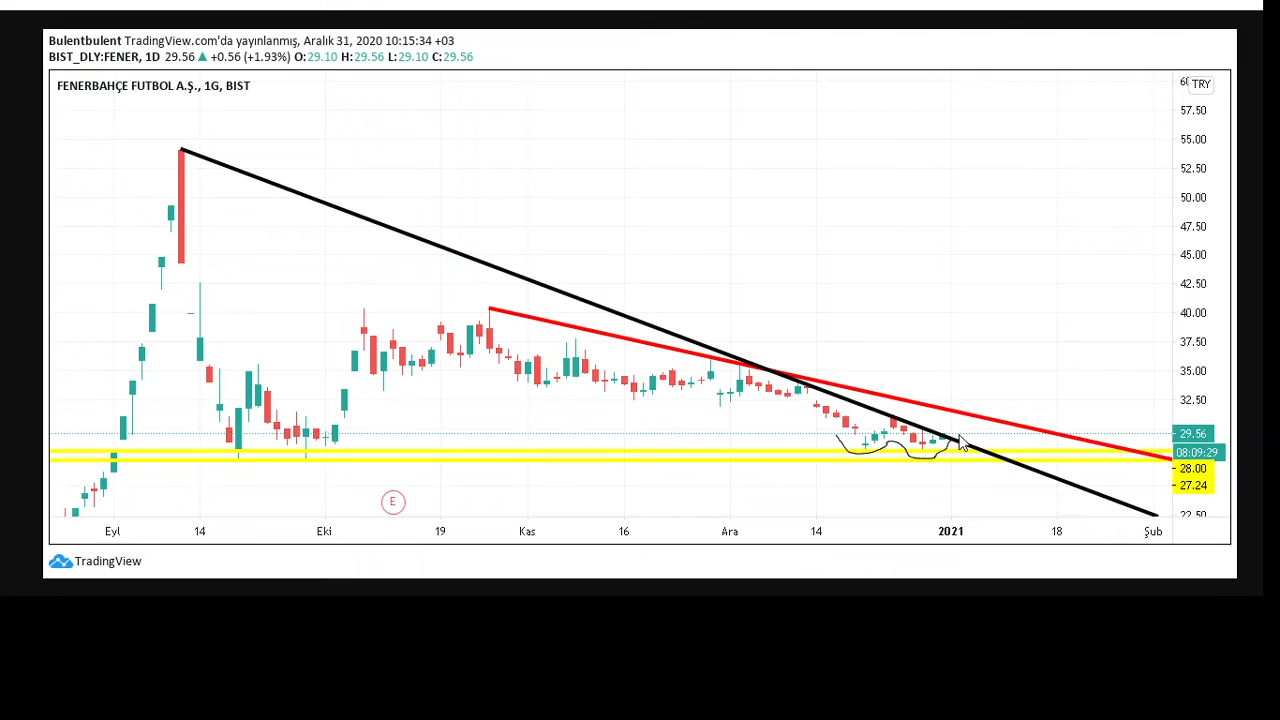 Bulentbulent TradingView.com'da yayınlanmış, Aralık 31, 2020 10:15:34 +03
BIST_DLY:FENER, 1D 29.56 ▲ +0.56 (+1.93%) O:29.10 H:29.56 L:29.10 C:29.56
FENERBAHÇE FUTBOL A.Ş., 1G, BIST
TRY
57.50
55.00
52.50
50.00
47.50
45.00
42.50
40.00
37.50
35.00
32.50
29.56
08:09:29
28.00
27.24
22.50
E
Eyl 14 Eki 19 Kas 16 Ara 14 2021 18 Şub
TradingView